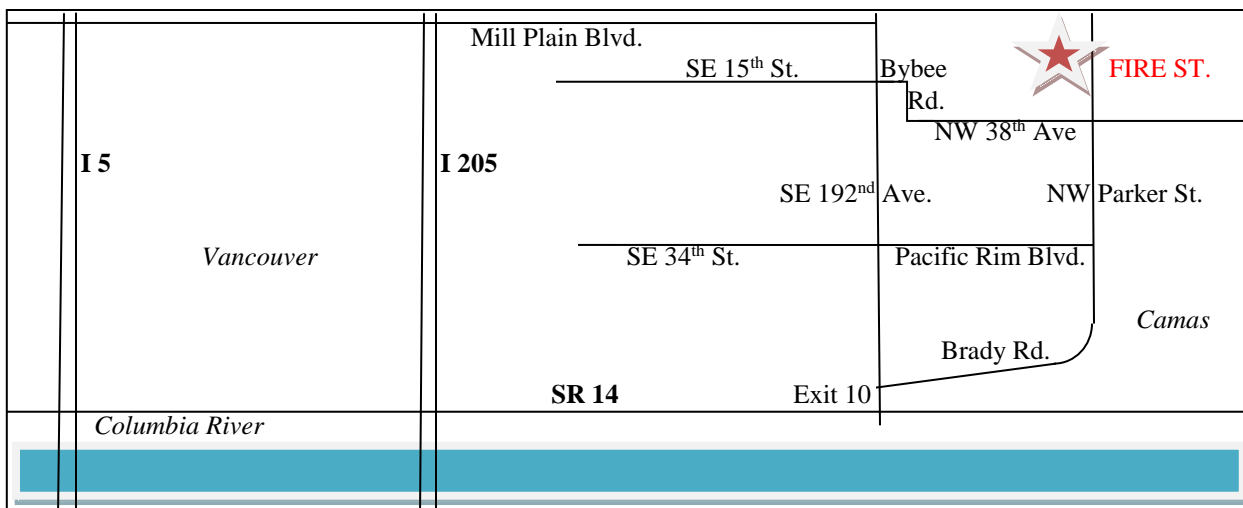 Mill Plain Blvd.
SE 15th St.
Bybee
Rd.
FIRE ST.
NW 38th Ave
I 5
I 205
SE 192nd Ave.
NW Parker St.
Vancouver
SE 34th St.
Pacific Rim Blvd.
Camas
Brady Rd.
SR 14
Exit 10
Columbia River